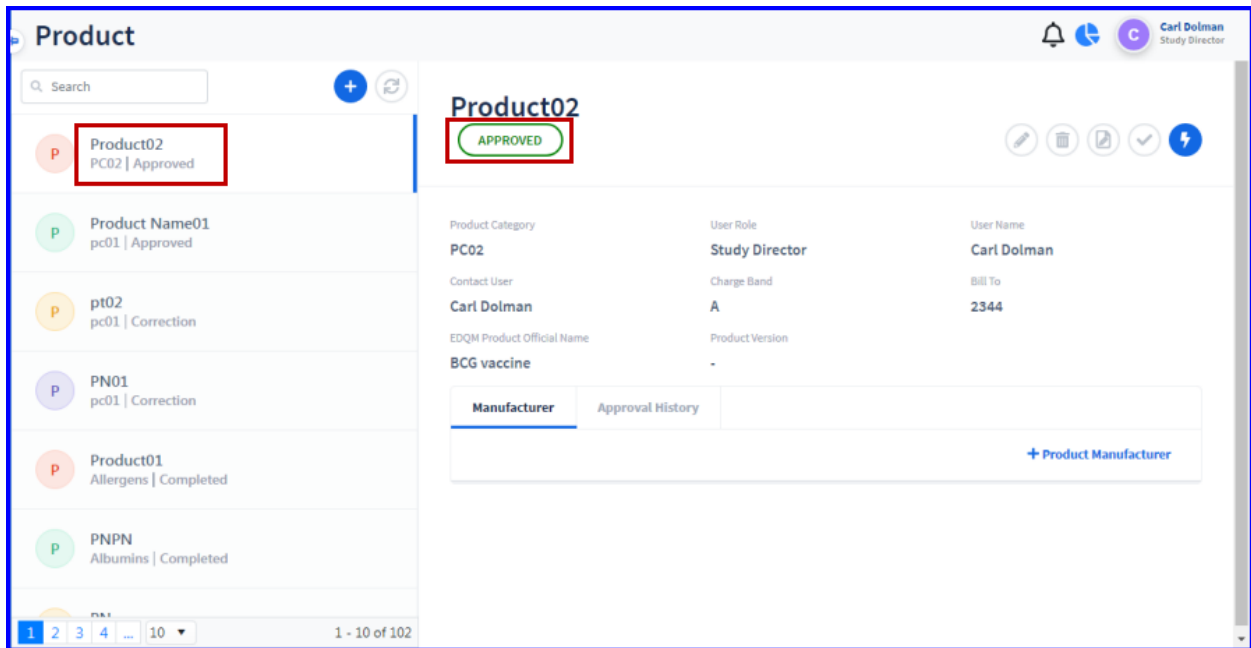 Product
Carl Dolman
Study Director
C
Search
P
Product02
PC02 | Approved
P
Product Name01
pc01 | Approved
P
pt02
pc01 | Correction
P
PN01
pc01 | Correction
P
Product01
Allergens | Completed
P
PNPN
Albumins | Completed
1 2 3 4 ... 10
1 - 10 of 102
Product02
APPROVED
Product Category
User Role
User Name
PC02
Study Director
Carl Dolman
Contact User
Charge Band
Bill To
Carl Dolman
A
2344
EDQM Product Official Name
Product Version
BCG vaccine
-
Manufacturer
Approval History
+ Product Manufacturer